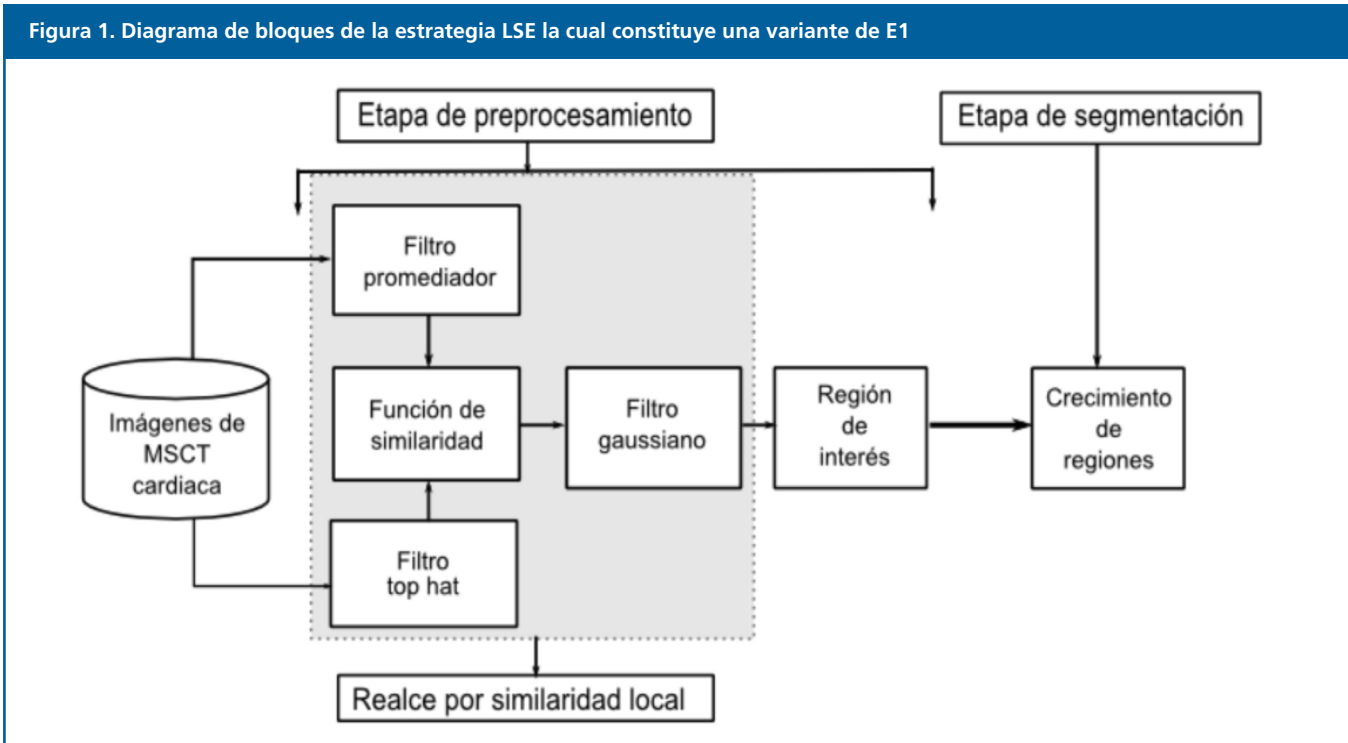 Figura 1. Diagrama de bloques de la estrategia LSE la cual constituye una variante de E1
Etapa de preprocesamiento
Etapa de segmentación
Filtro
promediador
Imágenes de
MSCT
cardiaca
Función de
similaridad
Filtro
gaussiano
Región
de
interés
Crecimiento
de
regiones
Filtro
top hat
Realce por similaridad local